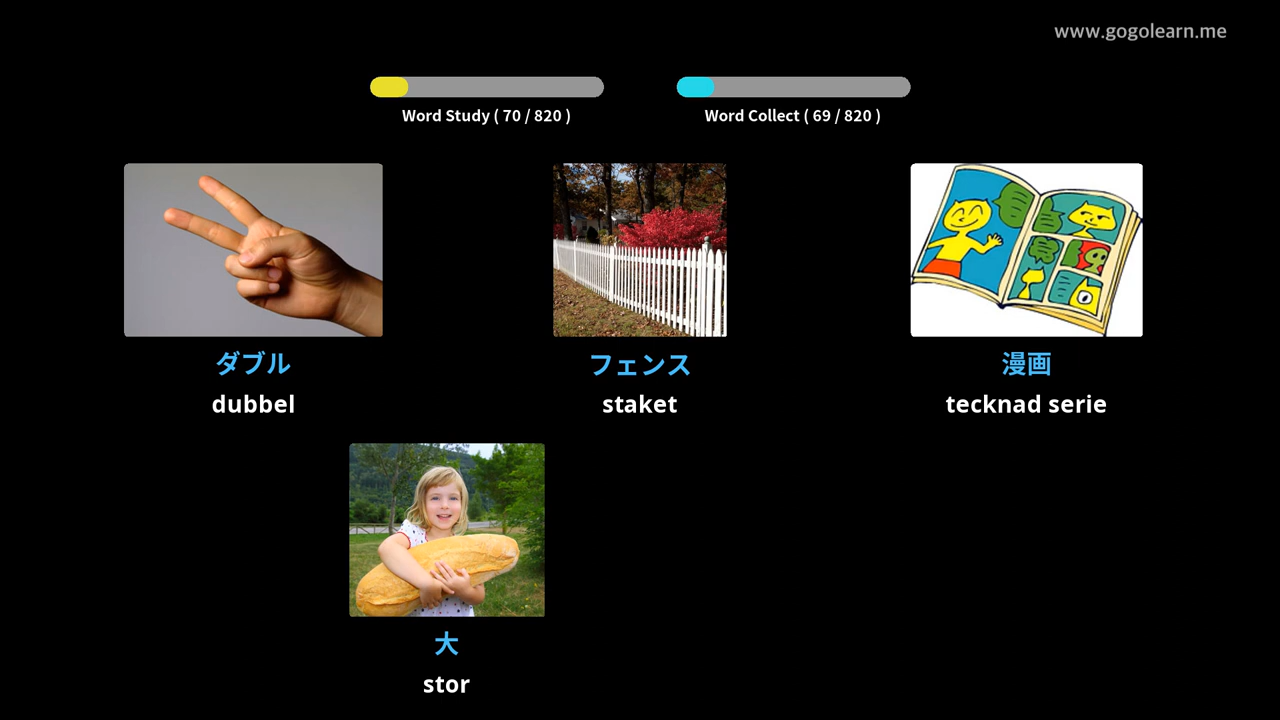 www.gogolearn.me
Word Study ( 70 / 820 )
Word Collect ( 69 / 820 )
ダブル
dubbel
フェンス
staket
漫画
tecknad serie
大
stor